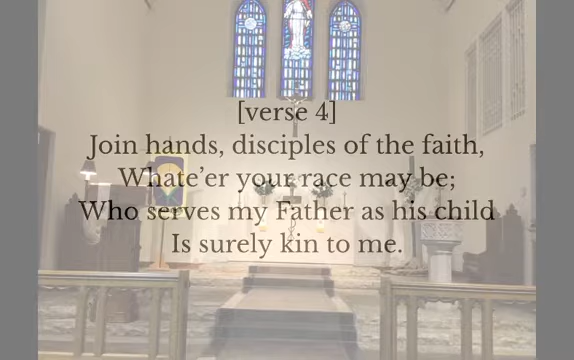 [verse 4]
Join hands, disciples of the faith,
Whate’er your race may be;
Who serves my Father as his child
Is surely kin to me.